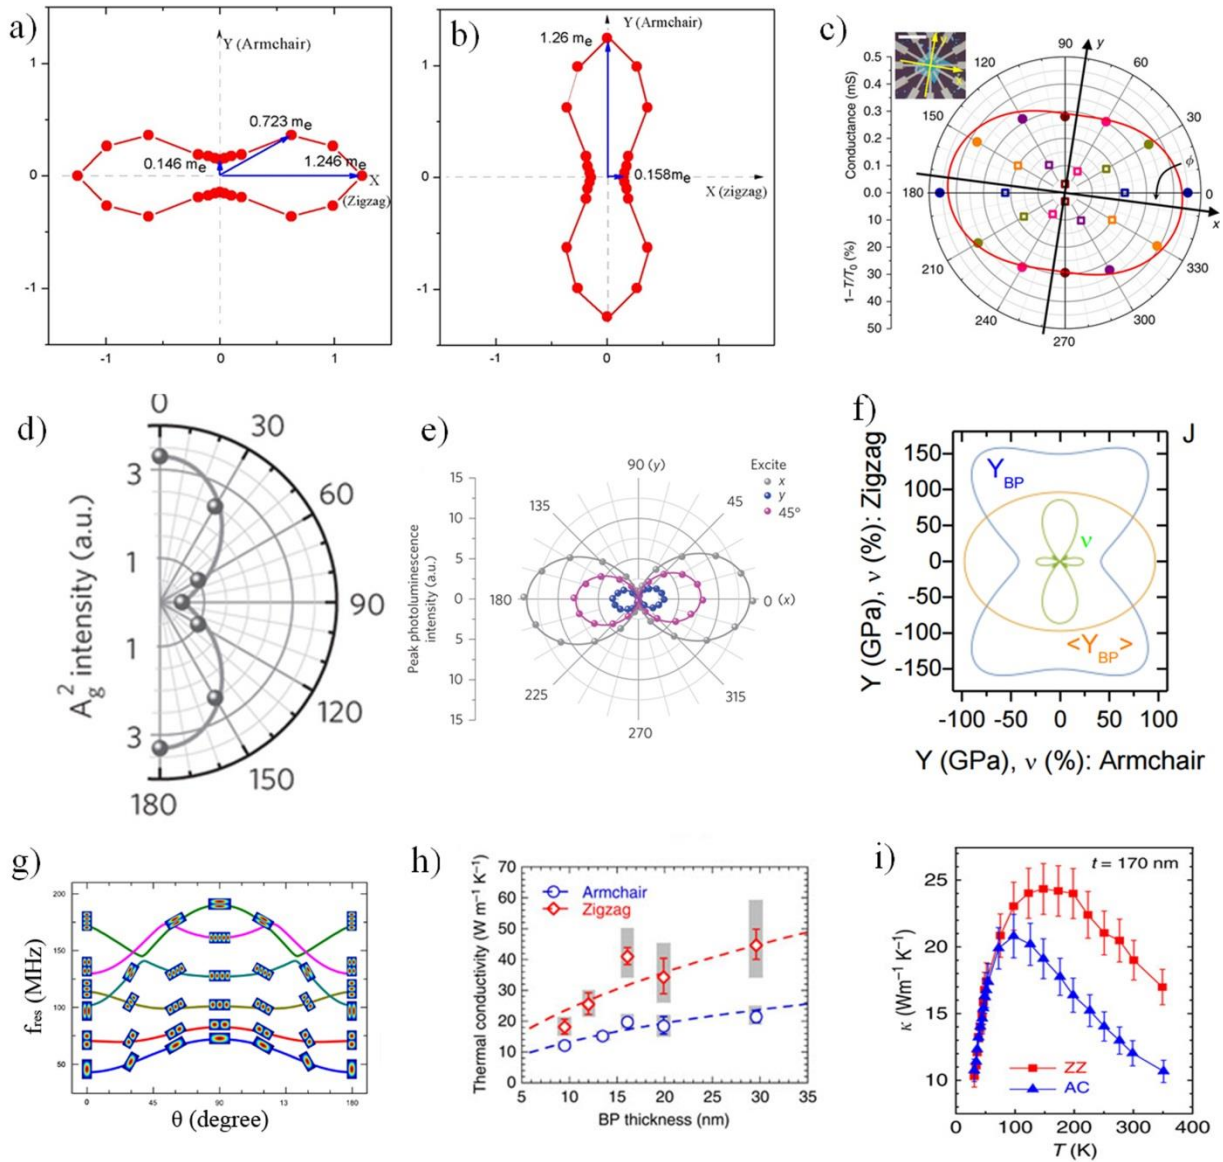 a)
Y (Armchair)
1
0.723 mₑ
0.146 mₑ
1.246 mₑ
0
X
(Zigzag)
-1
-1
0
1
b)
Y (Armchair)
1.26 mₑ
1
0
0.158mₑ
X (zigzag)
-1
-1
0
1
c)
Conductance (mS)
1–T/T₀ (%)
0.5
0.4
0.3
0.2
0.1
0.0
10
20
30
40
50
90
y
120
60
150
30
ϕ
180
0
x
210
330
240
300
270
d)
A²g intensity (a.u.)
0
30
3
60
1
90
1
120
3
150
180
e)
Peak photoluminescence
intensity (a.u.)
15
10
5
0
5
10
15
90 (y)
Excite
x
y
45°
135
45
180
0 (x)
225
315
270
f)
J
Y (GPa), ν (%): Zigzag
150
100
50
0
-50
-100
-150
Y_BP
ν
<Y_BP>
-100 -50 0 50 100
Y (GPa), ν (%): Armchair
g)
fres (MHz)
200
150
100
50
0
45
90
13
180
θ (degree)
h)
Thermal conductivity (W m⁻¹ K⁻¹)
70
60
50
40
30
20
10
0
Armchair
Zigzag
5 10 15 20 25 30 35
BP thickness (nm)
i)
κ (Wm⁻¹ K⁻¹)
t = 170 nm
25
20
15
10
ZZ
AC
0 100 200 300 400
T (K)